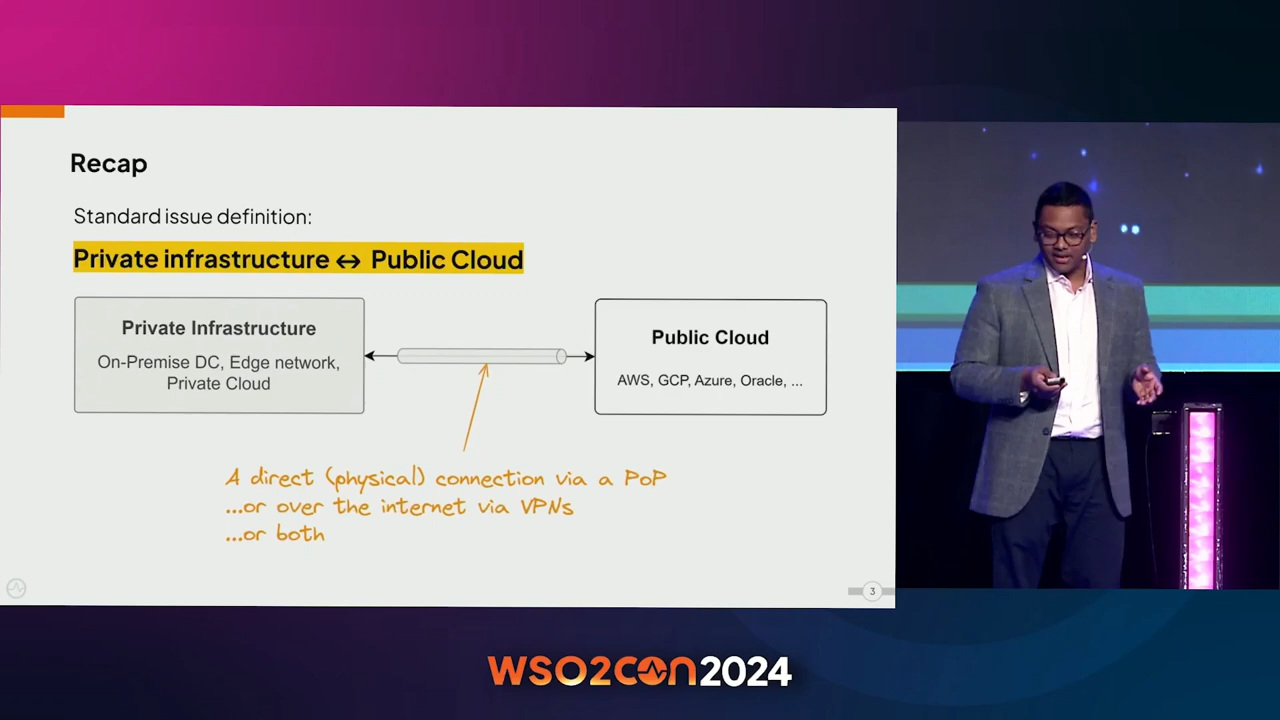 Recap
Standard issue definition:
Private infrastructure ↔ Public Cloud
Private Infrastructure
On-Premise DC, Edge network,
Private Cloud
Public Cloud
AWS, GCP, Azure, Oracle, ...
A direct (physical) connection via a PoP
...or over the internet via VPNs
...or both
3
WSO2CON2024